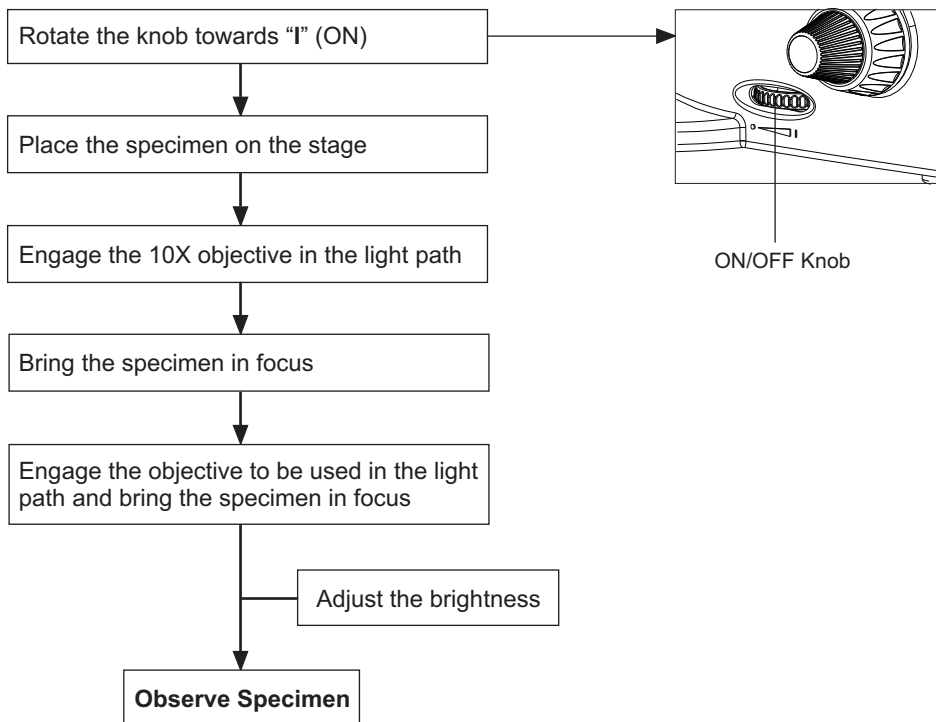 Rotate the knob towards “I” (ON)
Place the specimen on the stage
Engage the 10X objective in the light path
Bring the specimen in focus
Engage the objective to be used in the light
path and bring the specimen in focus
Adjust the brightness
Observe Specimen
O I
ON/OFF Knob